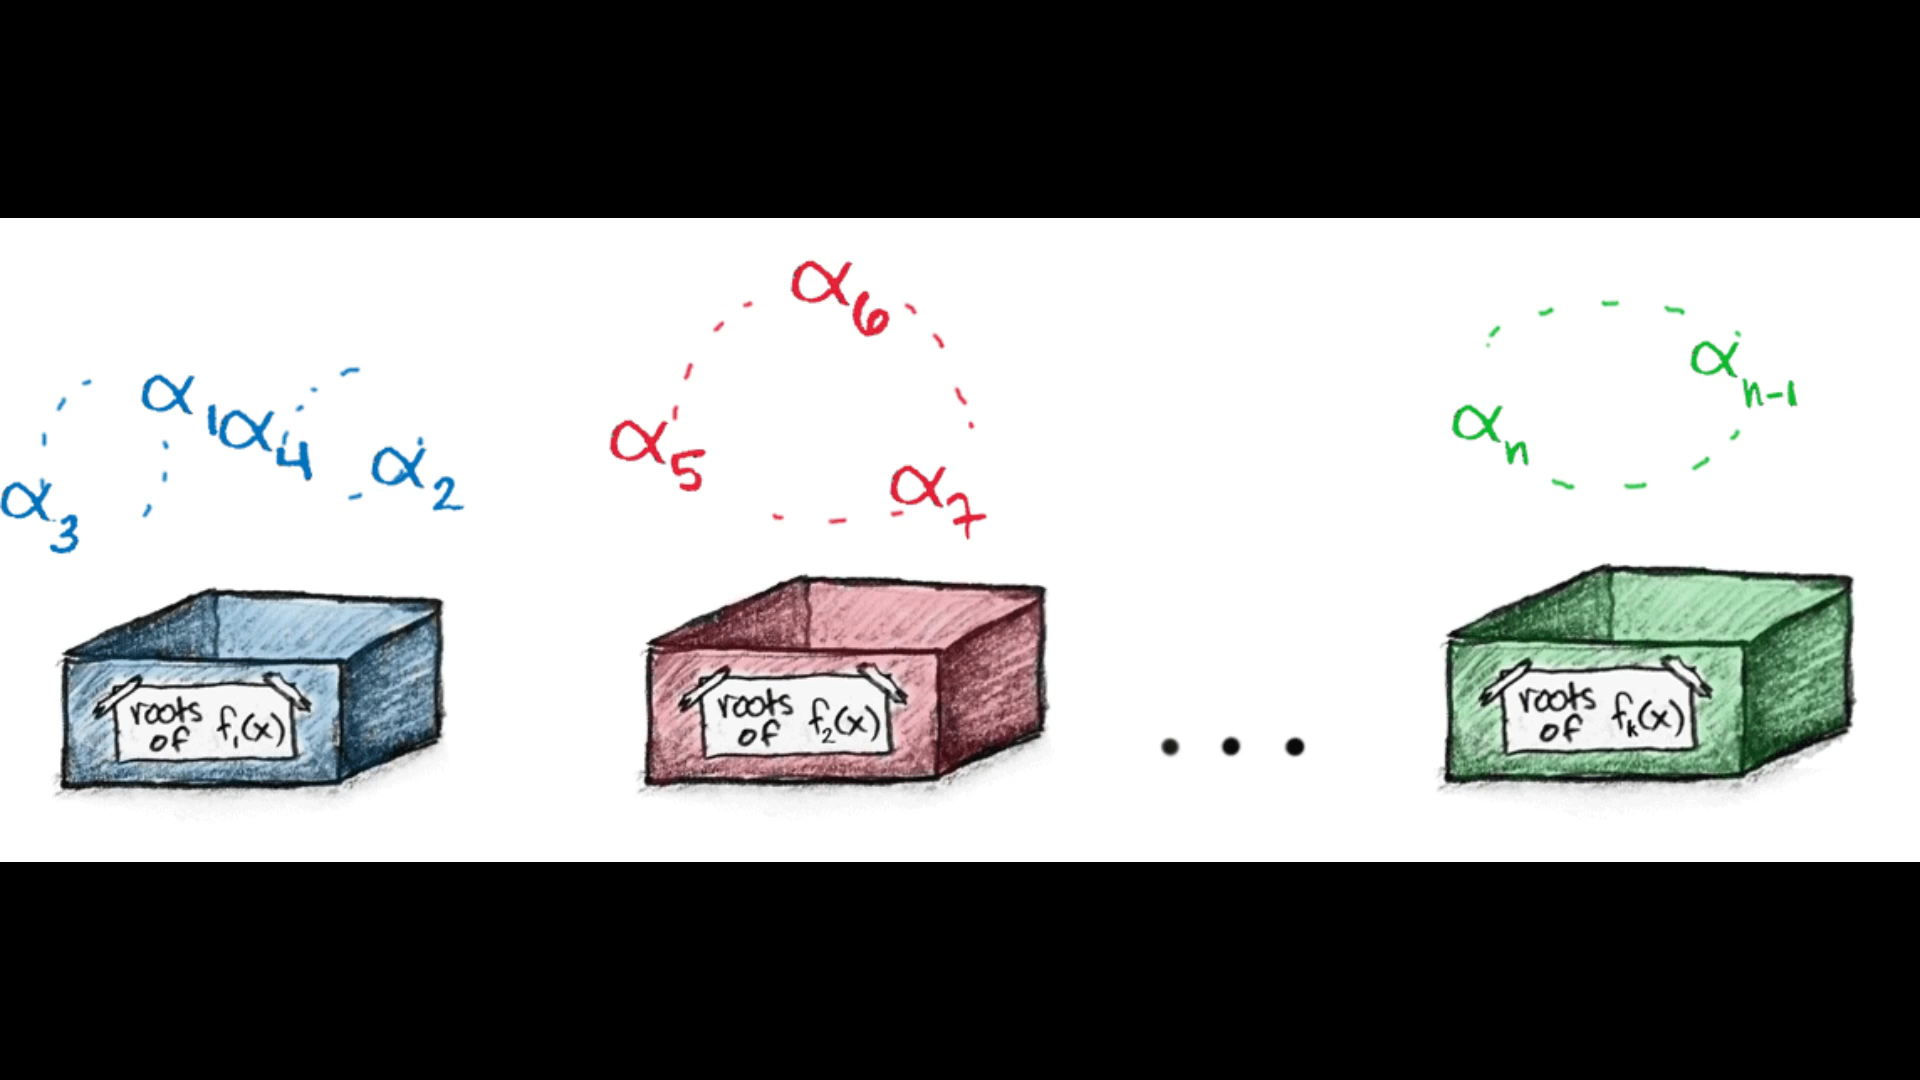 α₆
α₁ α₄ α₂
α₃
α₅
α₇
αₙ₋₁
αₙ
roots
of f₁(x)
roots
of f₂(x)
• • •
roots
of fₖ(x)